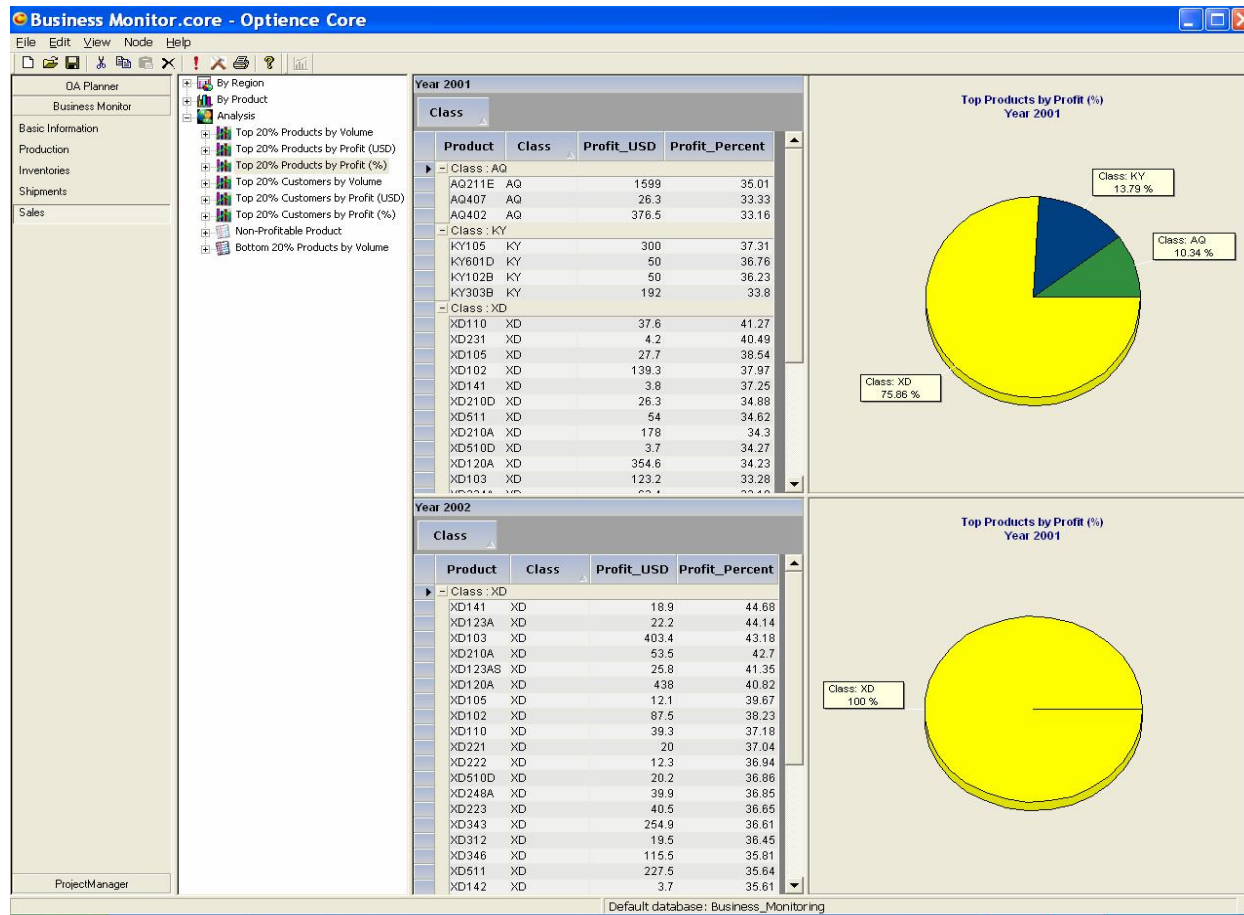 Business Monitor.core - Optience Core
File Edit View Node Help
OA Planner
Business Monitor
Basic Information
Production
Inventories
Shipments
Sales
ProjectManager
By Region
By Product
Analysis
Top 20% Products by Volume
Top 20% Products by Profit (USD)
Top 20% Products by Profit (%)
Top 20% Customers by Volume
Top 20% Customers by Profit (USD)
Top 20% Customers by Profit (%)
Non-Profitable Product
Bottom 20% Products by Volume
Year 2001
Class
Product Class Profit_USD Profit_Percent
Class : AQ
AQ211E AQ 1599 35.01
AQ407 AQ 26.3 33.33
AQ402 AQ 376.5 33.16
Class : KY
KY105 KY 300 37.31
KY601D KY 50 36.76
KY102B KY 50 36.23
KY303B KY 192 33.8
Class : XD
XD110 XD 37.6 41.27
XD231 XD 4.2 40.49
XD105 XD 27.7 38.54
XD102 XD 139.3 37.97
XD141 XD 3.8 37.25
XD210D XD 26.3 34.88
XD511 XD 54 34.62
XD210A XD 178 34.3
XD510D XD 3.7 34.27
XD120A XD 354.6 34.23
XD103 XD 123.2 33.28
Top Products by Profit (%)
Year 2001
Class: KY
13.79 %
Class: AQ
10.34 %
Class: XD
75.86 %
Year 2002
Class
Product Class Profit_USD Profit_Percent
Class : XD
XD141 XD 18.9 44.68
XD123A XD 22.2 44.14
XD103 XD 403.4 43.18
XD210A XD 53.5 42.7
XD123AS XD 25.8 41.35
XD120A XD 438 40.82
XD105 XD 12.1 39.67
XD102 XD 87.5 38.23
XD110 XD 39.3 37.18
XD221 XD 20 37.04
XD222 XD 12.3 36.94
XD510D XD 20.2 36.86
XD248A XD 39.9 36.85
XD223 XD 40.5 36.65
XD343 XD 254.9 36.61
XD312 XD 19.5 36.45
XD346 XD 115.5 35.81
XD511 XD 227.5 35.64
XD142 XD 3.7 35.61
Top Products by Profit (%)
Year 2001
Class: XD
100 %
Default database: Business_Monitoring